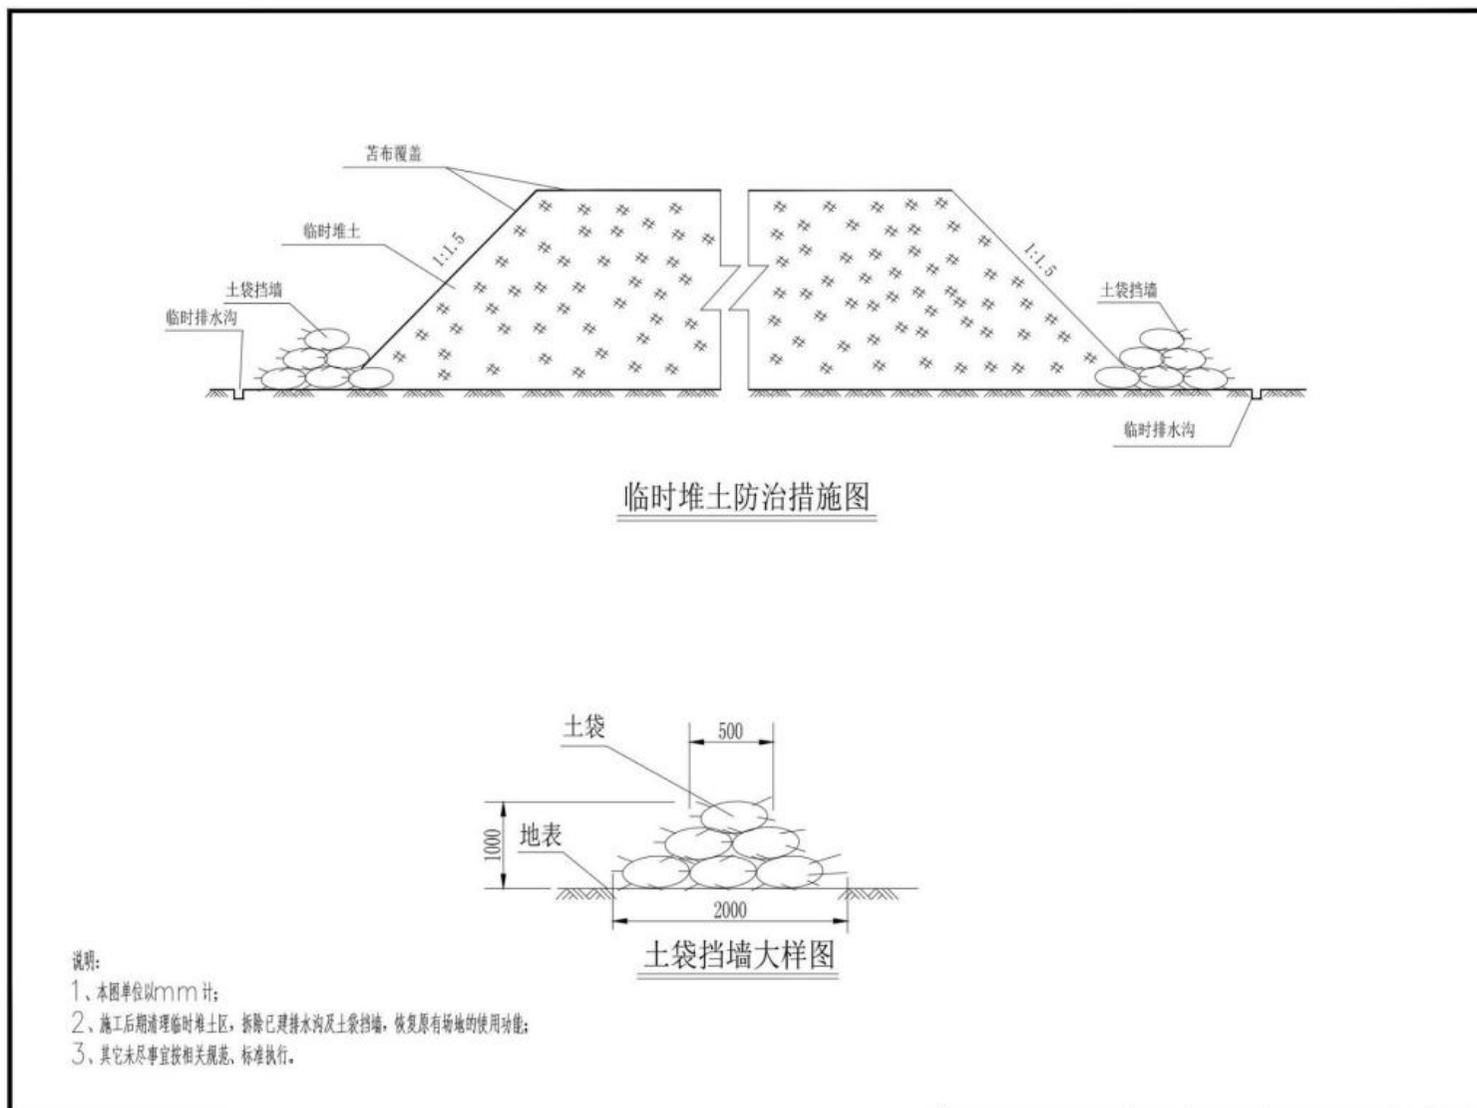 苫布覆盖
临时堆土
1:1.5
1:1.5
土袋挡墙
土袋挡墙
临时排水沟
临时排水沟
临时堆土防治措施图
土袋
500
1000
地表
2000
土袋挡墙大样图
说明:
1、本图单位以mm计;
2、施工后期清理临时堆土区，拆除已建排水沟及土袋挡墙，恢复原有场地的使用功能;
3、其它未尽事宜按相关规范、标准执行。